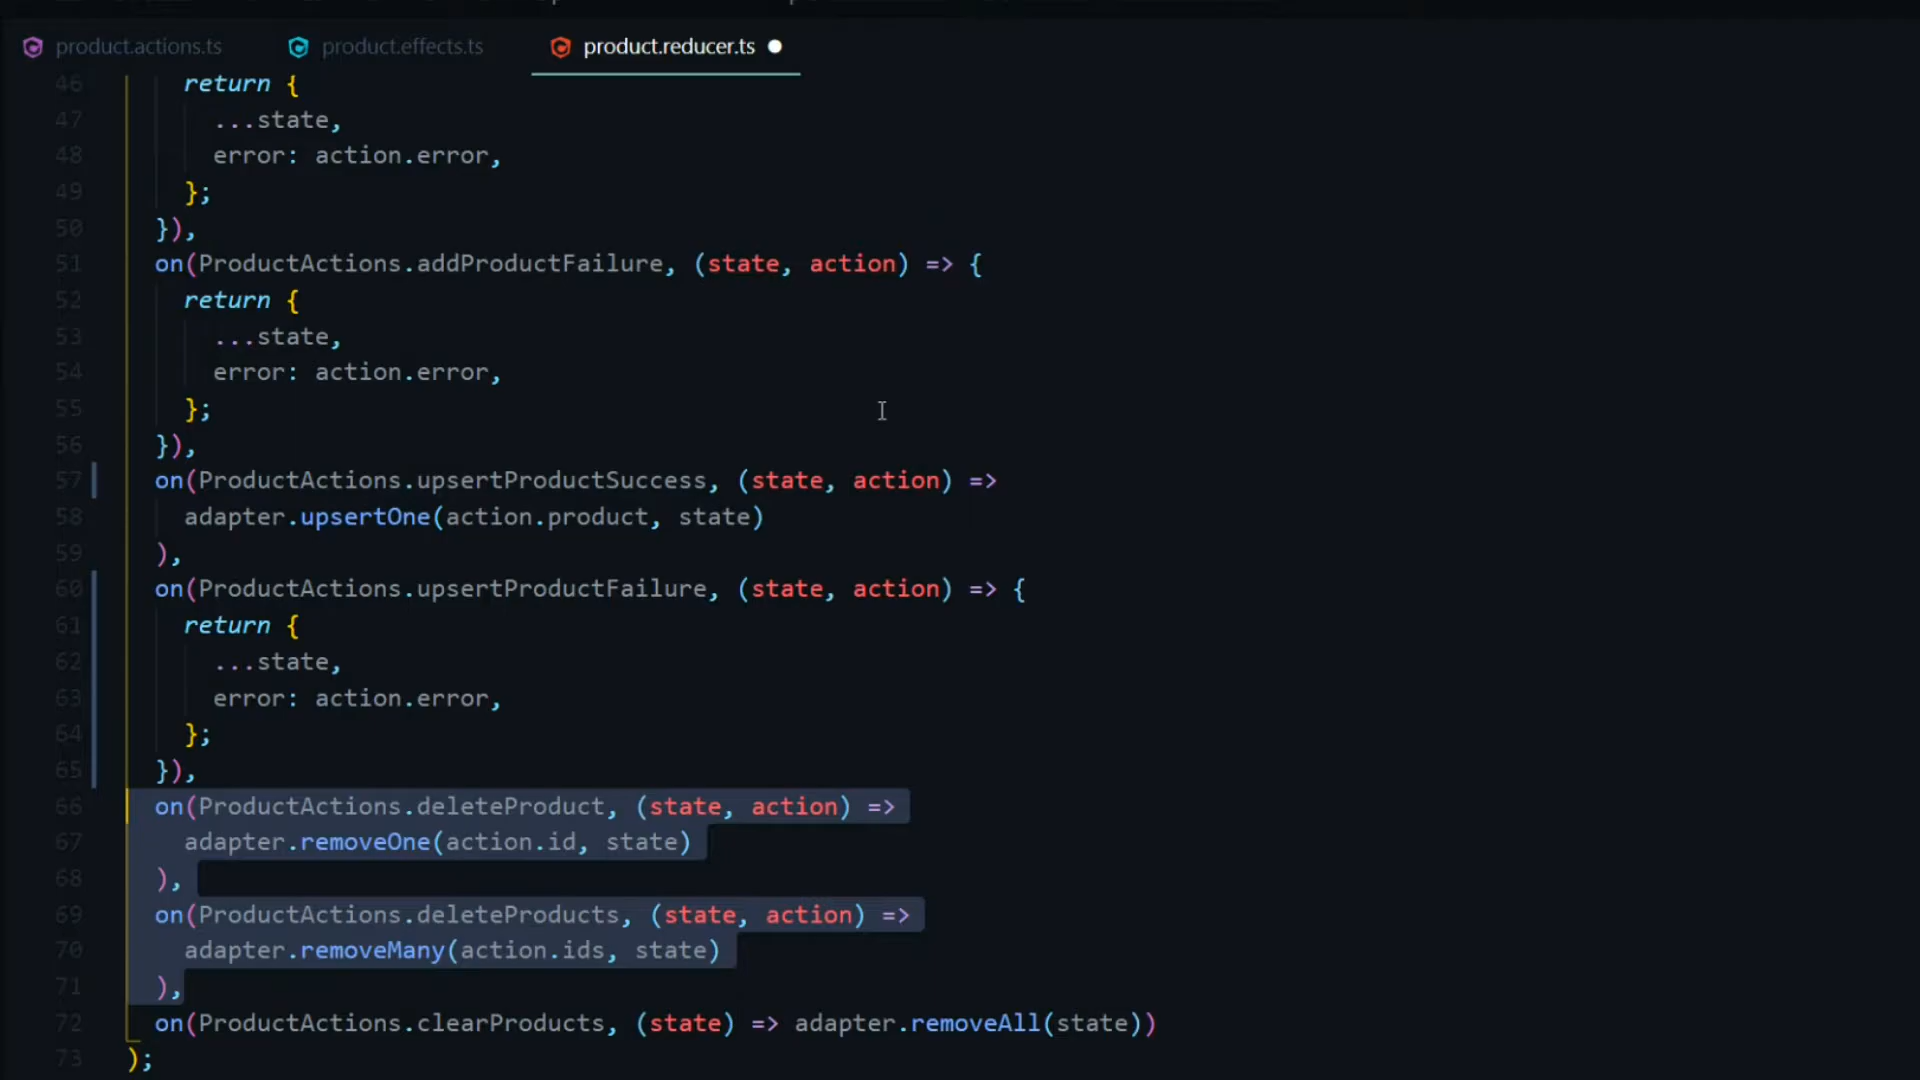 product.actions.ts product.effects.ts product.reducer.ts
46 return {
47 ...state,
48 error: action.error,
49 };
50 }),
51 on(ProductActions.addProductFailure, (state, action) => {
52 return {
53 ...state,
54 error: action.error,
55 };
56 }),
57 on(ProductActions.upsertProductSuccess, (state, action) =>
58 adapter.upsertOne(action.product, state)
59 ),
60 on(ProductActions.upsertProductFailure, (state, action) => {
61 return {
62 ...state,
63 error: action.error,
64 };
65 }),
66 on(ProductActions.deleteProduct, (state, action) =>
67 adapter.removeOne(action.id, state)
68 ),
69 on(ProductActions.deleteProducts, (state, action) =>
70 adapter.removeMany(action.ids, state)
71 ),
72 on(ProductActions.clearProducts, (state) => adapter.removeAll(state))
73 );